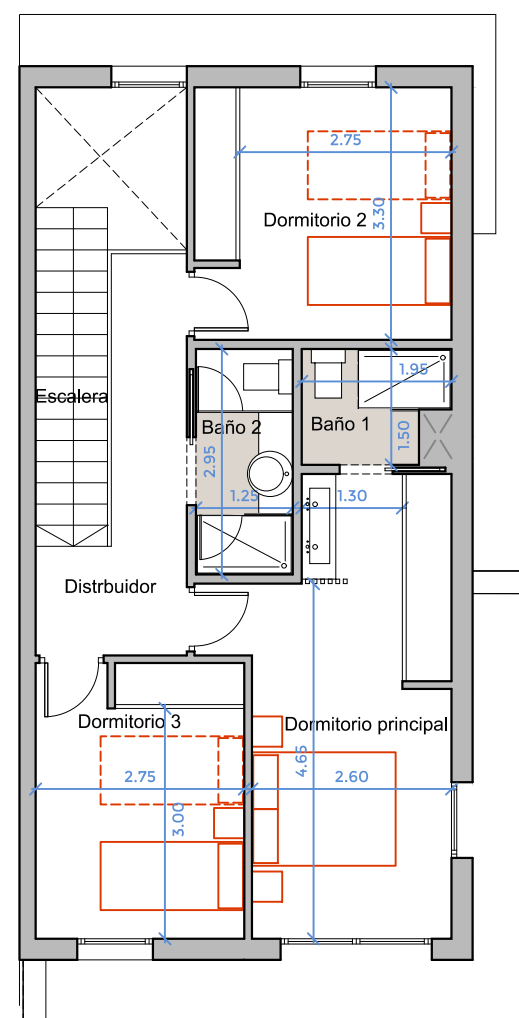 2.75
Dormitorio 2
3.30
1.95
Escalera
Baño 2
Baño 1
1.50
2.95
1.25
1.30
Distrbuidor
Dormitorio 3
Dormitorio principal
4.65
2.75
2.60
3.00